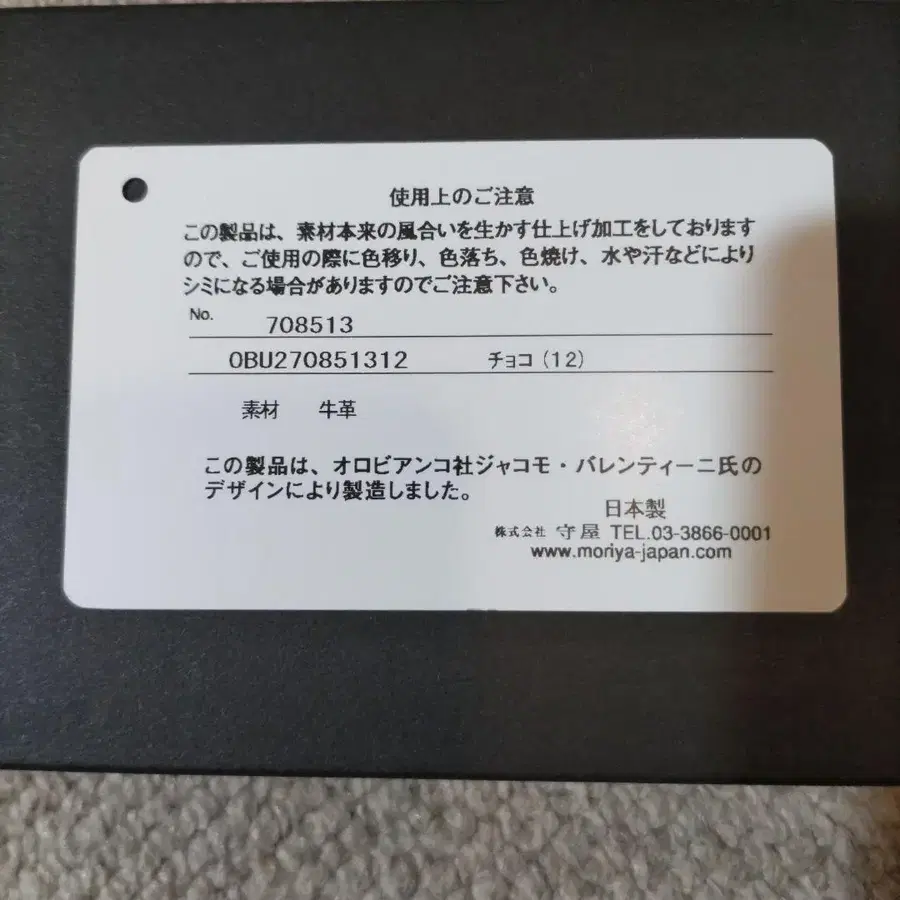 使用上のご注意
この製品は、素材本来の風合いを生かす仕上げ加工をしております
ので、ご使用の際に色移り、色落ち、色焼け、水や汗などにより
シミになる場合がありますのでご注意下さい。
No. 708513
OBU270851312 チョコ(12)
素材 牛革
この製品は、オロビアンコ社ジャコモ・バレンティーニ氏の
デザインにより製造しました。
日本製
株式会社 守屋 TEL.03-3866-0001
www.moriya-japan.com